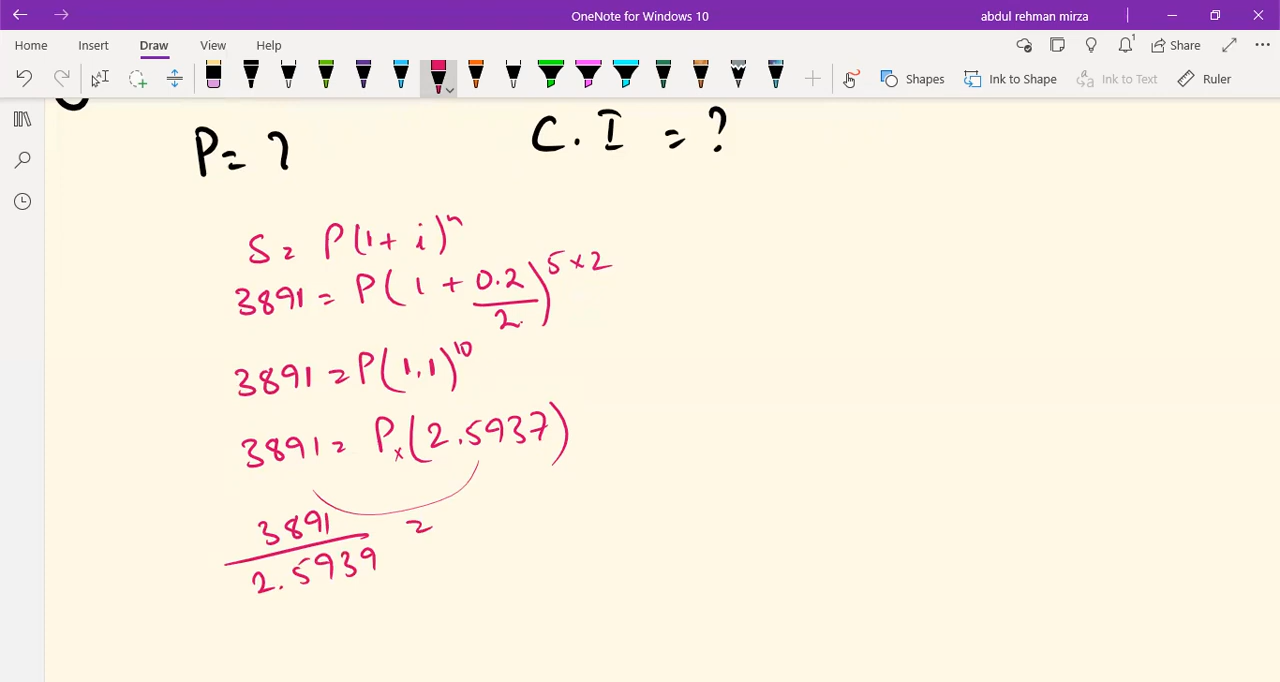 OneNote for Windows 10
abdul rehman mirza
Home Insert Draw View Help
Share
Shapes
Ink to Shape
Ink to Text
Ruler
P = ?
C.I = ?
S = P(1 + i)^n
3891 = P(1 + 0.2/2)^5×2
3891 = P(1.1)^10
3891 = P×(2.5937)
3891/2.5939 =